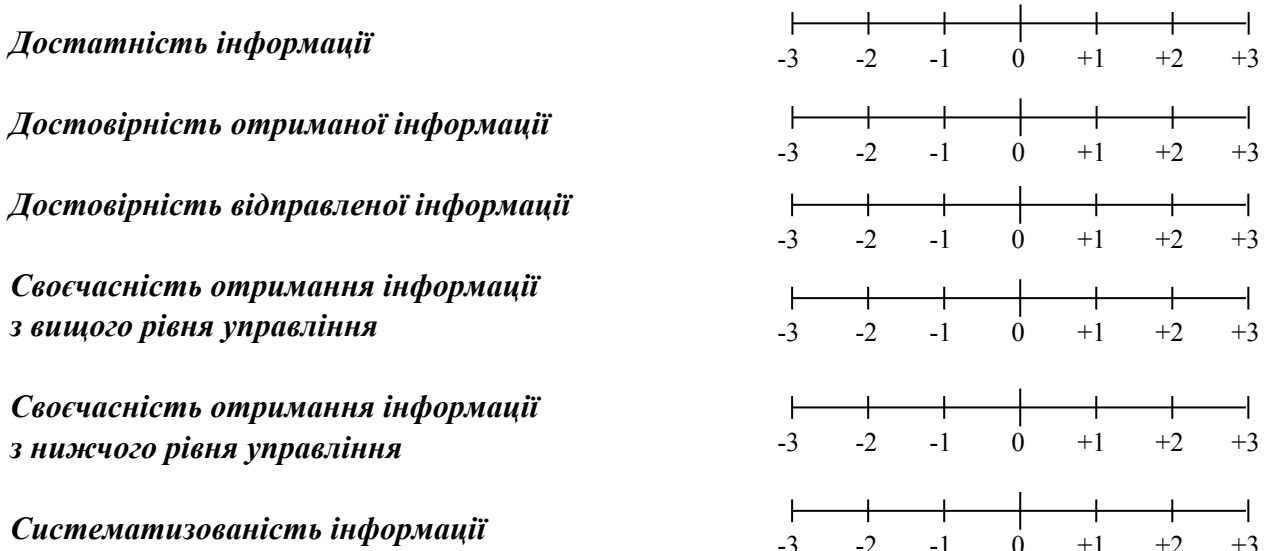 Достатність інформації
-3 -2 -1 0 +1 +2 +3
Достовірність отриманої інформації
-3 -2 -1 0 +1 +2 +3
Достовірність відправленої інформації
-3 -2 -1 0 +1 +2 +3
Своєчасність отримання інформації
з вищого рівня управління
-3 -2 -1 0 +1 +2 +3
Своєчасність отримання інформації
з нижчого рівня управління
-3 -2 -1 0 +1 +2 +3
Систематизованість інформації
-3 -2 -1 0 +1 +2 +3